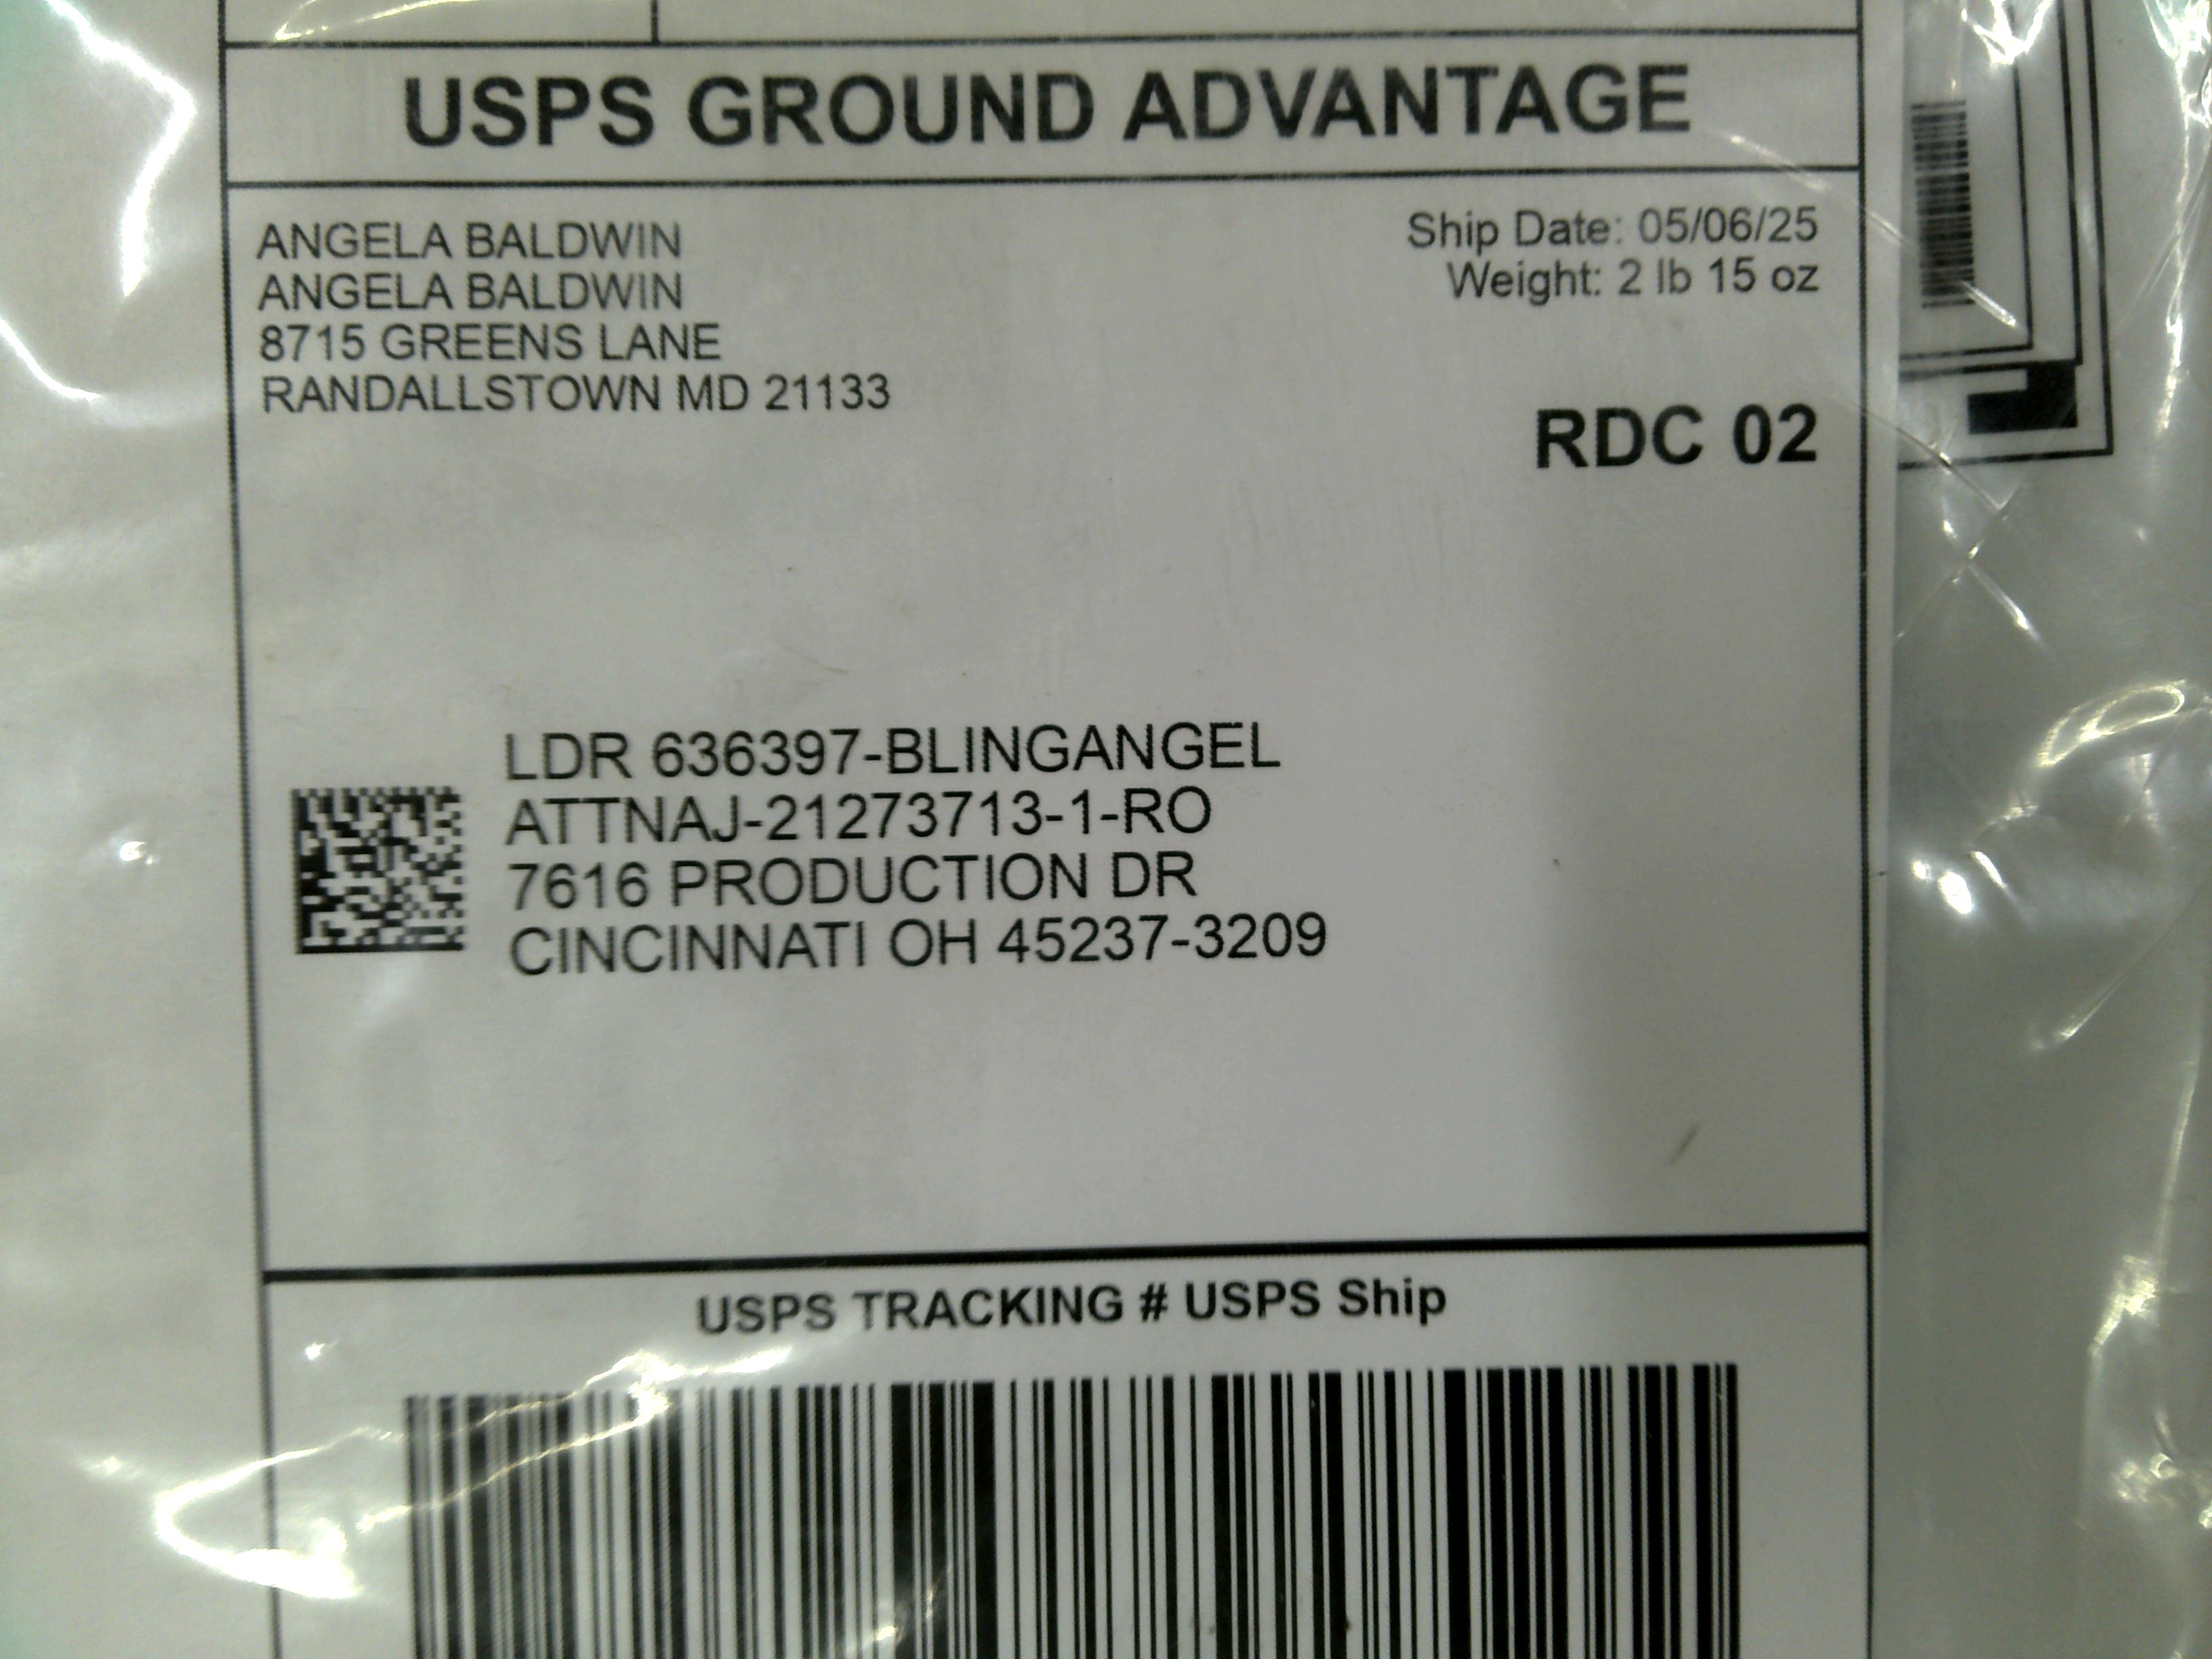 USPS GROUND ADVANTAGE
ANGELA BALDWIN
ANGELA BALDWIN
8715 GREENS LANE
RANDALLSTOWN MD 21133
Ship Date: 05/06/25
Weight: 2 lb 15 oz
RDC 02
LDR 636397-BLINGANGEL
ATTNAJ-21273713-1-RO
7616 PRODUCTION DR
CINCINNATI OH 45237-3209
USPS TRACKING # USPS Ship